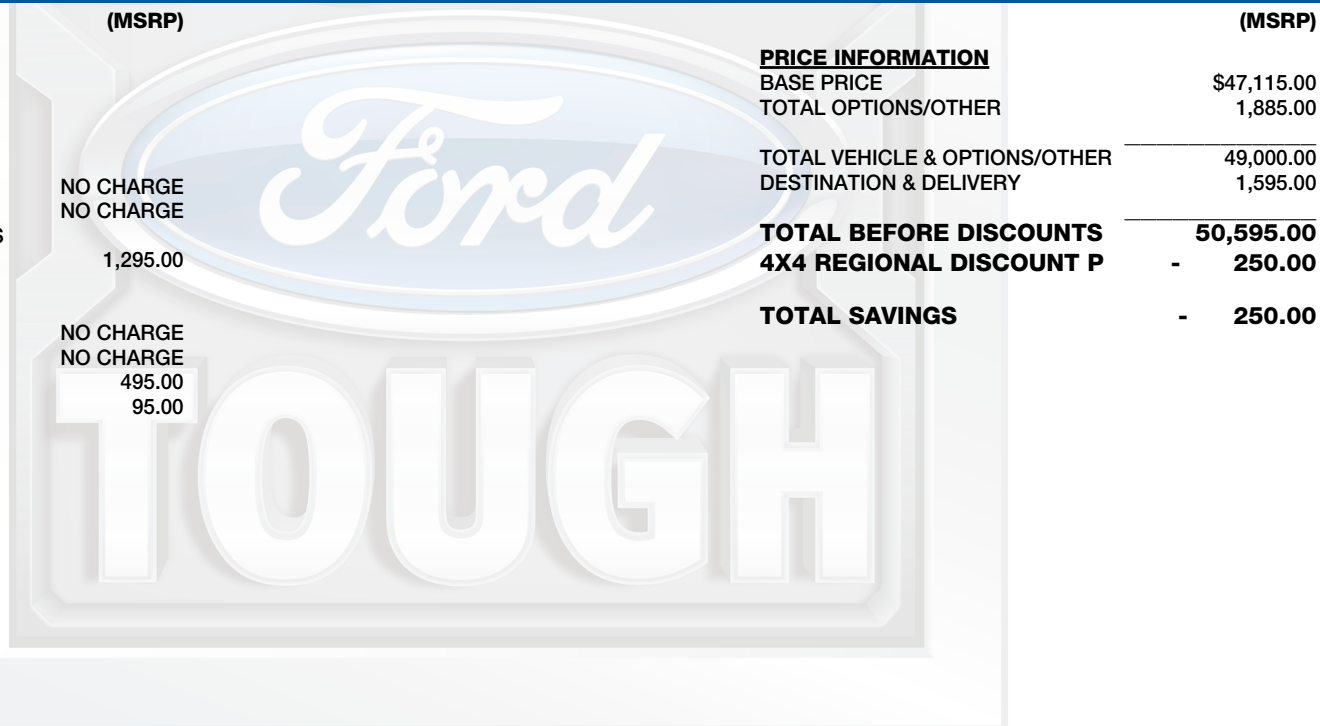 (MSRP)
NO CHARGE
NO CHARGE
S
1,295.00
NO CHARGE
NO CHARGE
495.00
95.00
Ford
TOUGH
(MSRP)
PRICE INFORMATION
BASE PRICE $47,115.00
TOTAL OPTIONS/OTHER 1,885.00
TOTAL VEHICLE & OPTIONS/OTHER 49,000.00
DESTINATION & DELIVERY 1,595.00
TOTAL BEFORE DISCOUNTS 50,595.00
4X4 REGIONAL DISCOUNT P - 250.00
TOTAL SAVINGS - 250.00